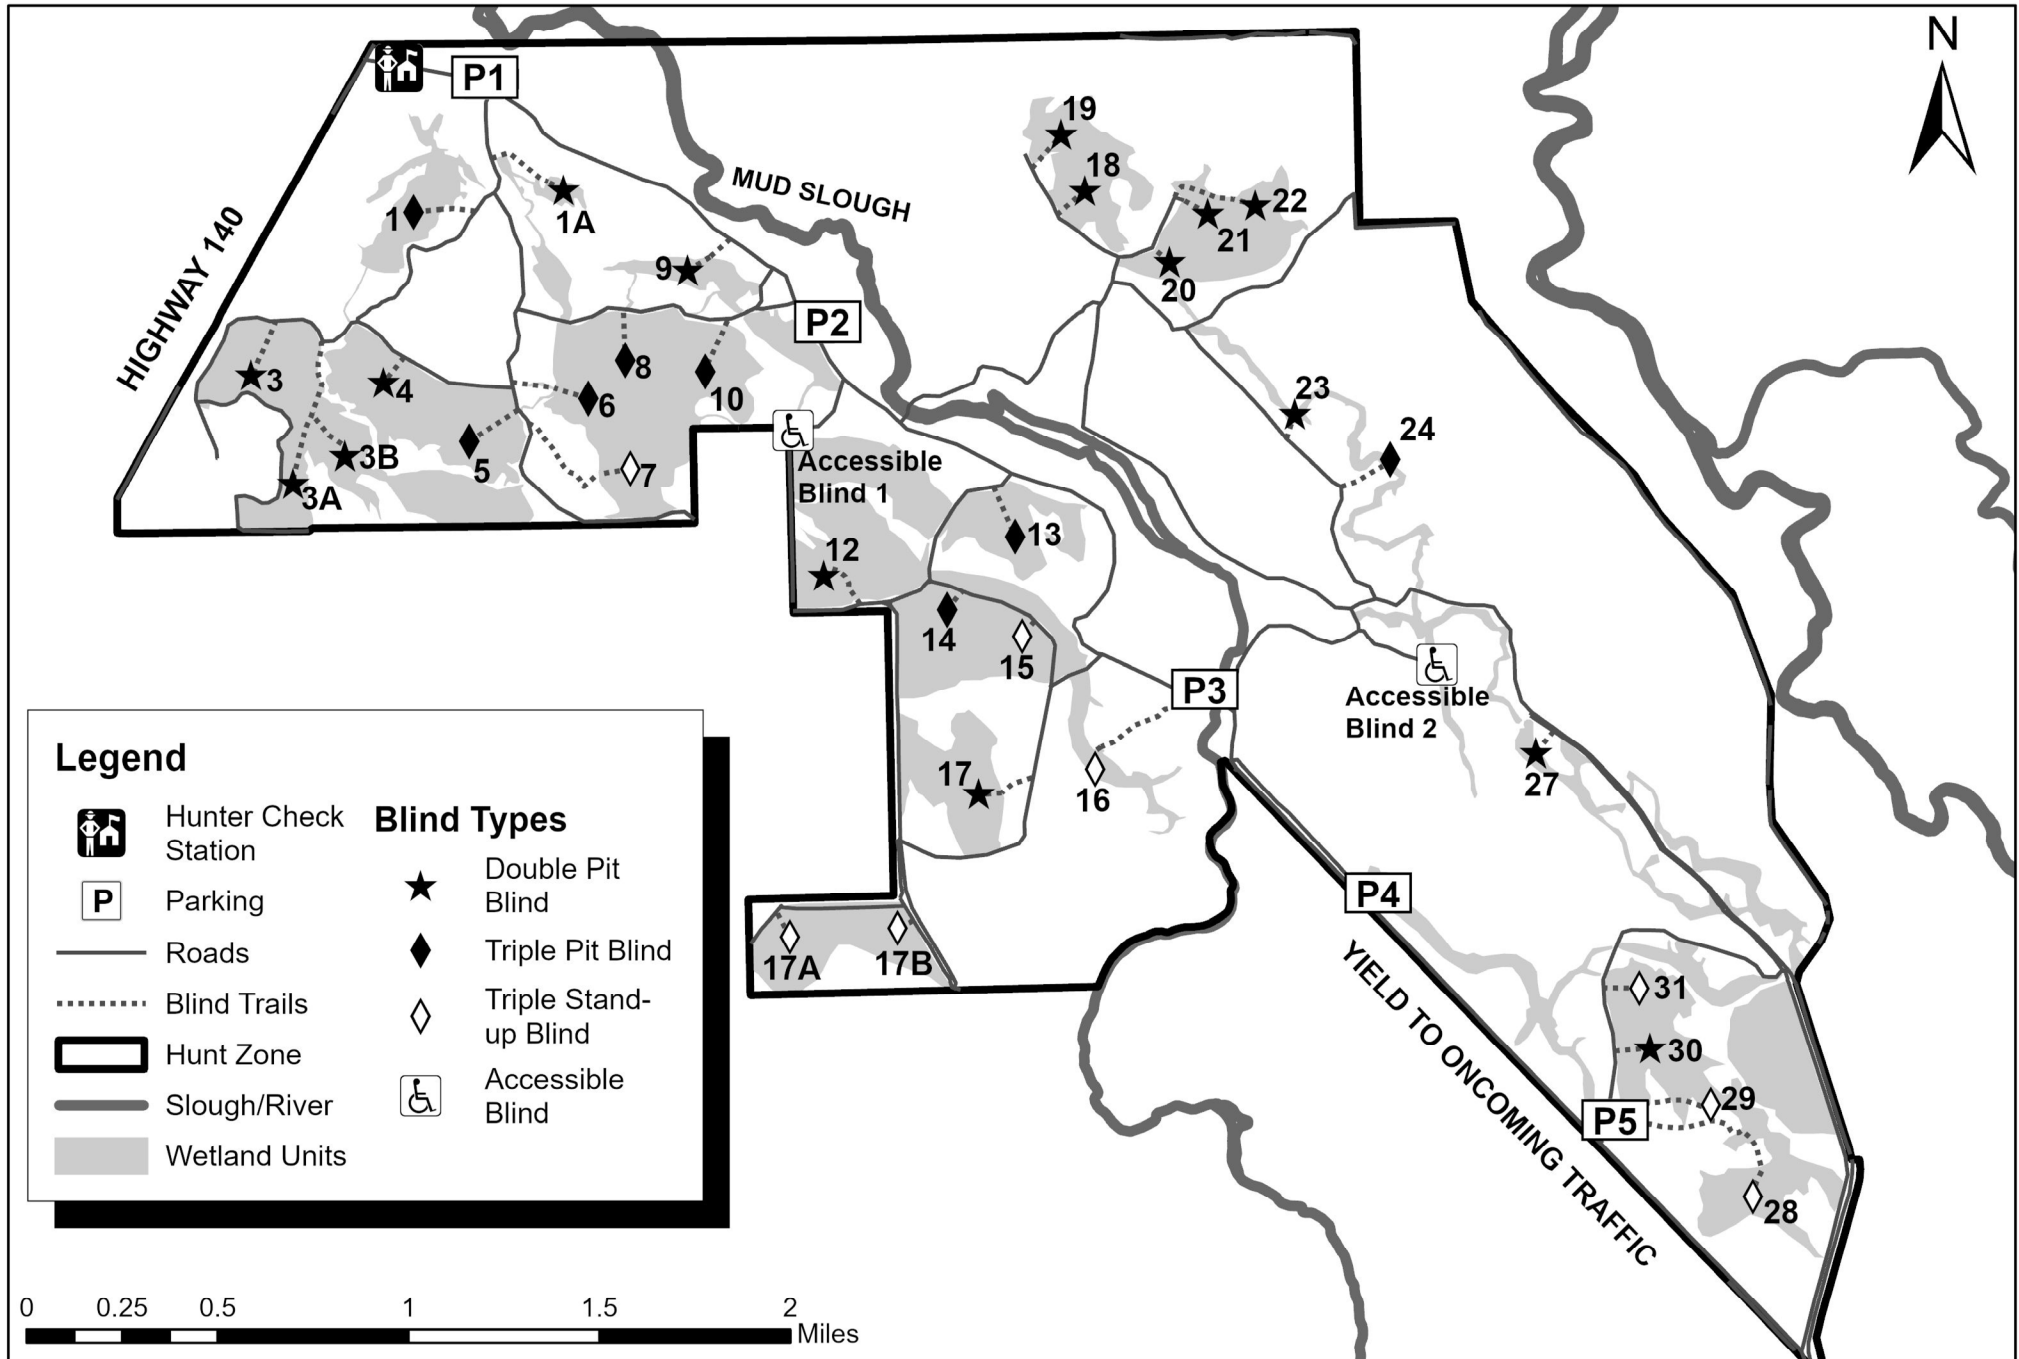 N
P1
19
18
MUD SLOUGH
1
1A
22
21
HIGHWAY 140
9
20
P2
3
4
8
6
10
23
24
3B
5
7
Accessible
Blind 1
3A
13
12
14
15
P3
Accessible
Blind 2
17
16
27
P4
17A
17B
YIELD TO ONCOMING TRAFFIC
31
30
29
P5
28
Legend
Hunter Check
Station
P
Parking
Roads
Blind Trails
Hunt Zone
Slough/River
Wetland Units
Blind Types
Double Pit
Blind
Triple Pit Blind
Triple Stand-
up Blind
Accessible
Blind
0 0.25 0.5 1 1.5 2
Miles